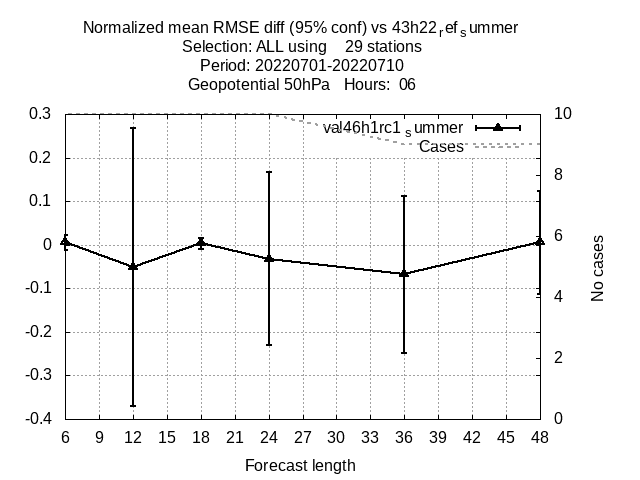 Normalized mean RMSE diff (95% conf) vs 43h22refsummer
Selection: ALL using    29 stations
Period: 20220701-20220710
Geopotential 50hPa   Hours:  06
val46h1rc1summer
Cases
0.3
0.2
0.1
0
-0.1
-0.2
-0.3
-0.4
10
8
6
4
2
0
No cases
6 9 12 15 18 21 24 27 30 33 36 39 42 45 48
Forecast length